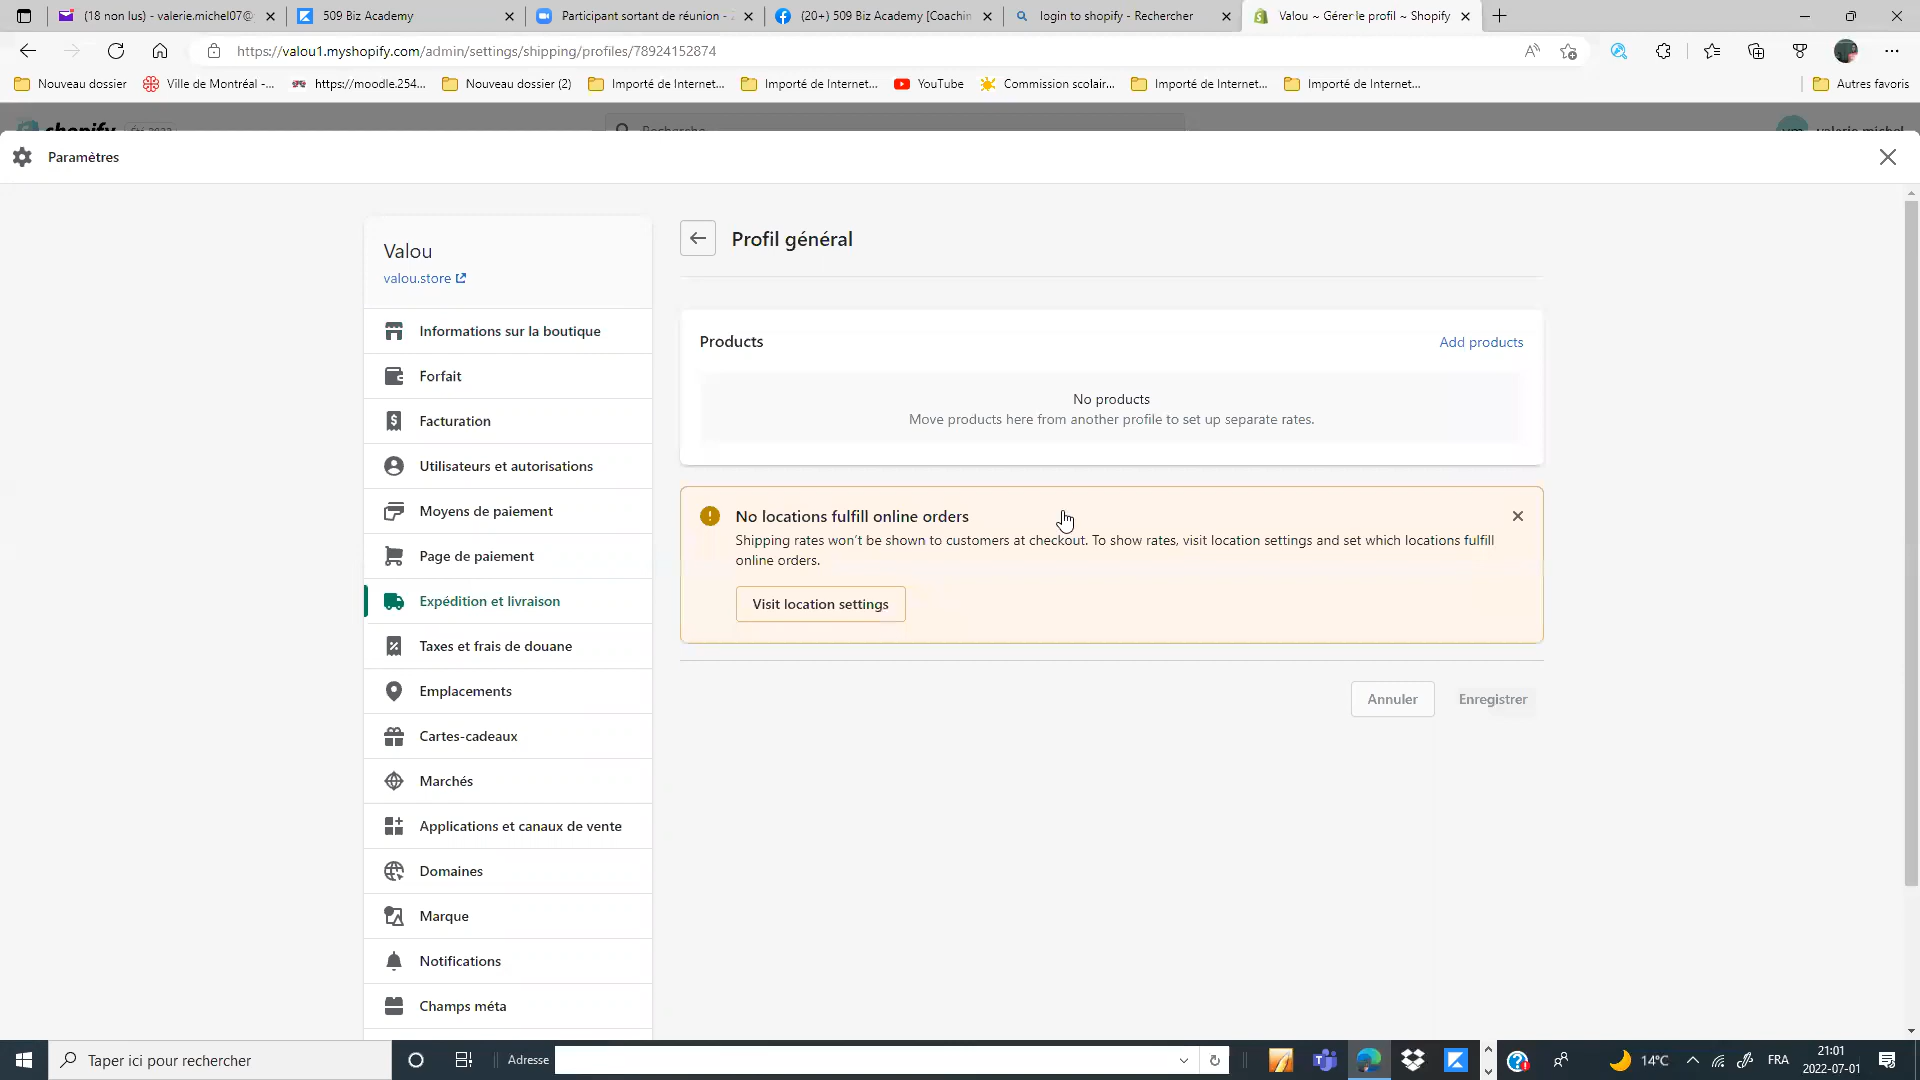 (18 non lus) - valerie.michel07@
509 Biz Academy
Participant sortant de réunion -
(20+) 509 Biz Academy [Coachin
login to shopify - Rechercher
Valou ~ Gérer le profil ~ Shopify
https://valou1.myshopify.com/admin/settings/shipping/profiles/78924152874
Nouveau dossier
Ville de Montréal -...
https://moodle.254...
Nouveau dossier (2)
Importé de Internet...
Importé de Internet...
YouTube
Commission scolair...
Importé de Internet...
Importé de Internet...
Autres favoris
shopify
Recherche
valerie michel
Paramètres
Valou
valou.store
Informations sur la boutique
Forfait
Facturation
Utilisateurs et autorisations
Moyens de paiement
Page de paiement
Expédition et livraison
Taxes et frais de douane
Emplacements
Cartes-cadeaux
Marchés
Applications et canaux de vente
Domaines
Marque
Notifications
Champs méta
Profil général
Products
Add products
No products
Move products here from another profile to set up separate rates.
No locations fulfill online orders
Shipping rates won't be shown to customers at checkout. To show rates, visit location settings and set which locations fulfill
online orders.
Visit location settings
Annuler
Enregistrer
Taper ici pour rechercher
Adresse
14°C
FRA
21:01
2022-07-01